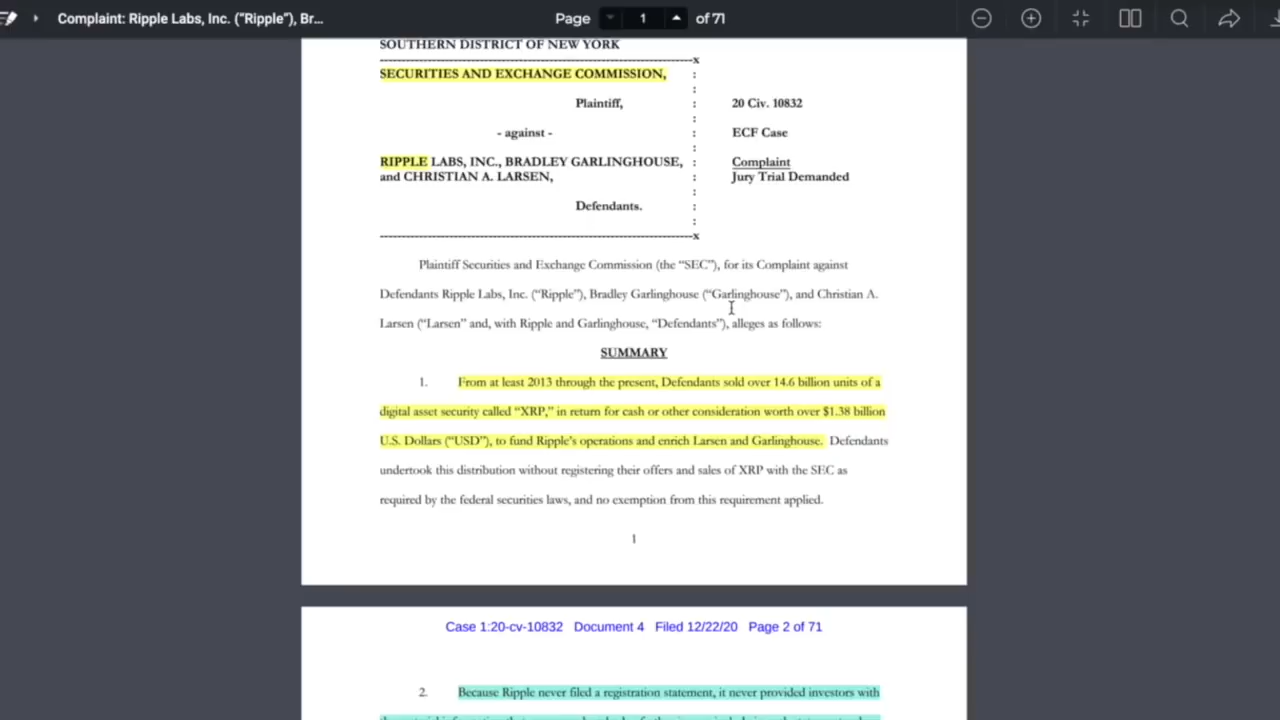 Complaint: Ripple Labs, Inc. (“Ripple”), Br...
Page 1 of 71
SOUTHERN DISTRICT OF NEW YORK
----------------------------------------------------------------------x
SECURITIES AND EXCHANGE COMMISSION, :
:
Plaintiff, : 20 Civ. 10832
:
- against - : ECF Case
:
RIPPLE LABS, INC., BRADLEY GARLINGHOUSE, : Complaint
and CHRISTIAN A. LARSEN, : Jury Trial Demanded
:
Defendants. :
:
----------------------------------------------------------------------x
Plaintiff Securities and Exchange Commission (the “SEC”), for its Complaint against
Defendants Ripple Labs, Inc. (“Ripple”), Bradley Garlinghouse (“Garlinghouse”), and Christian A.
Larsen (“Larsen” and, with Ripple and Garlinghouse, “Defendants”), alleges as follows:
SUMMARY
1. From at least 2013 through the present, Defendants sold over 14.6 billion units of a
digital asset security called “XRP,” in return for cash or other consideration worth over $1.38 billion
U.S. Dollars (“USD”), to fund Ripple’s operations and enrich Larsen and Garlinghouse. Defendants
undertook this distribution without registering their offers and sales of XRP with the SEC as
required by the federal securities laws, and no exemption from this requirement applied.
1
Case 1:20-cv-10832 Document 4 Filed 12/22/20 Page 2 of 71
2. Because Ripple never filed a registration statement, it never provided investors with